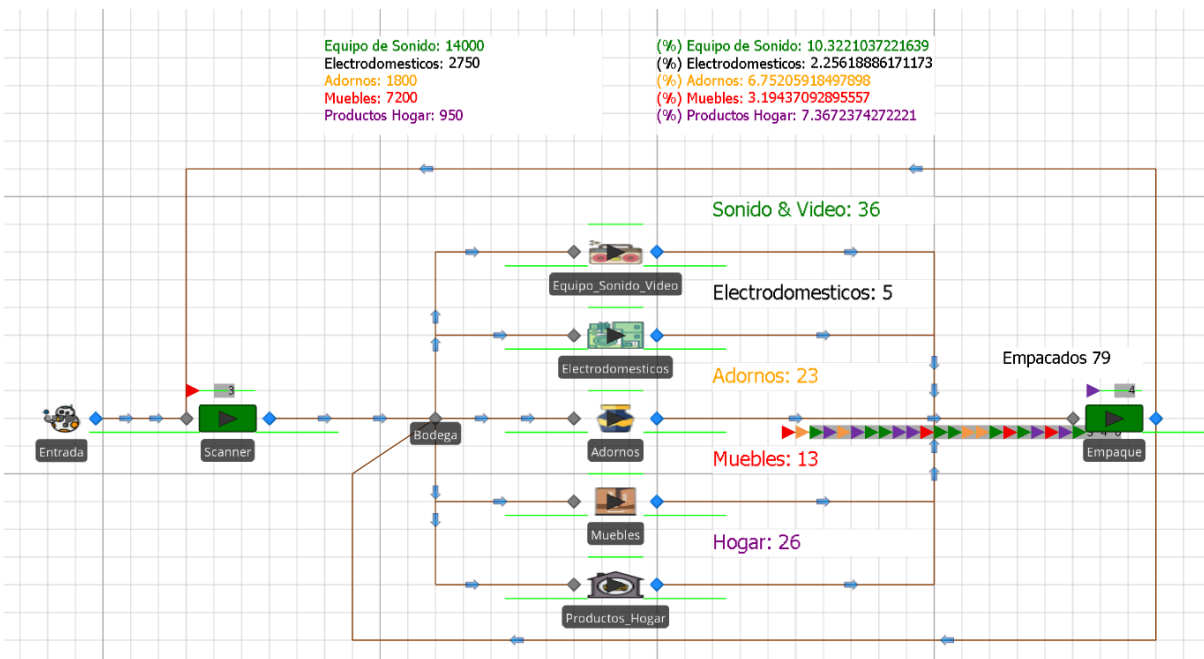 Equipo de Sonido: 14000
Electrodomesticos: 2750
Adornos: 1800
Muebles: 7200
Productos Hogar: 950
(%) Equipo de Sonido: 10.3221037221639
(%) Electrodomesticos: 2.25618886171173
(%) Adornos: 6.75205918497898
(%) Muebles: 3.19437092895557
(%) Productos Hogar: 7.3672374272221
Sonido & Video: 36
Equipo_Sonido_Video
Electrodomesticos: 5
Electrodomesticos
Empacados 79
Adornos: 23
3
4
Entrada
Scanner
Bodega
Adornos
Empaque
Muebles: 13
Muebles
Hogar: 26
Productos_Hogar